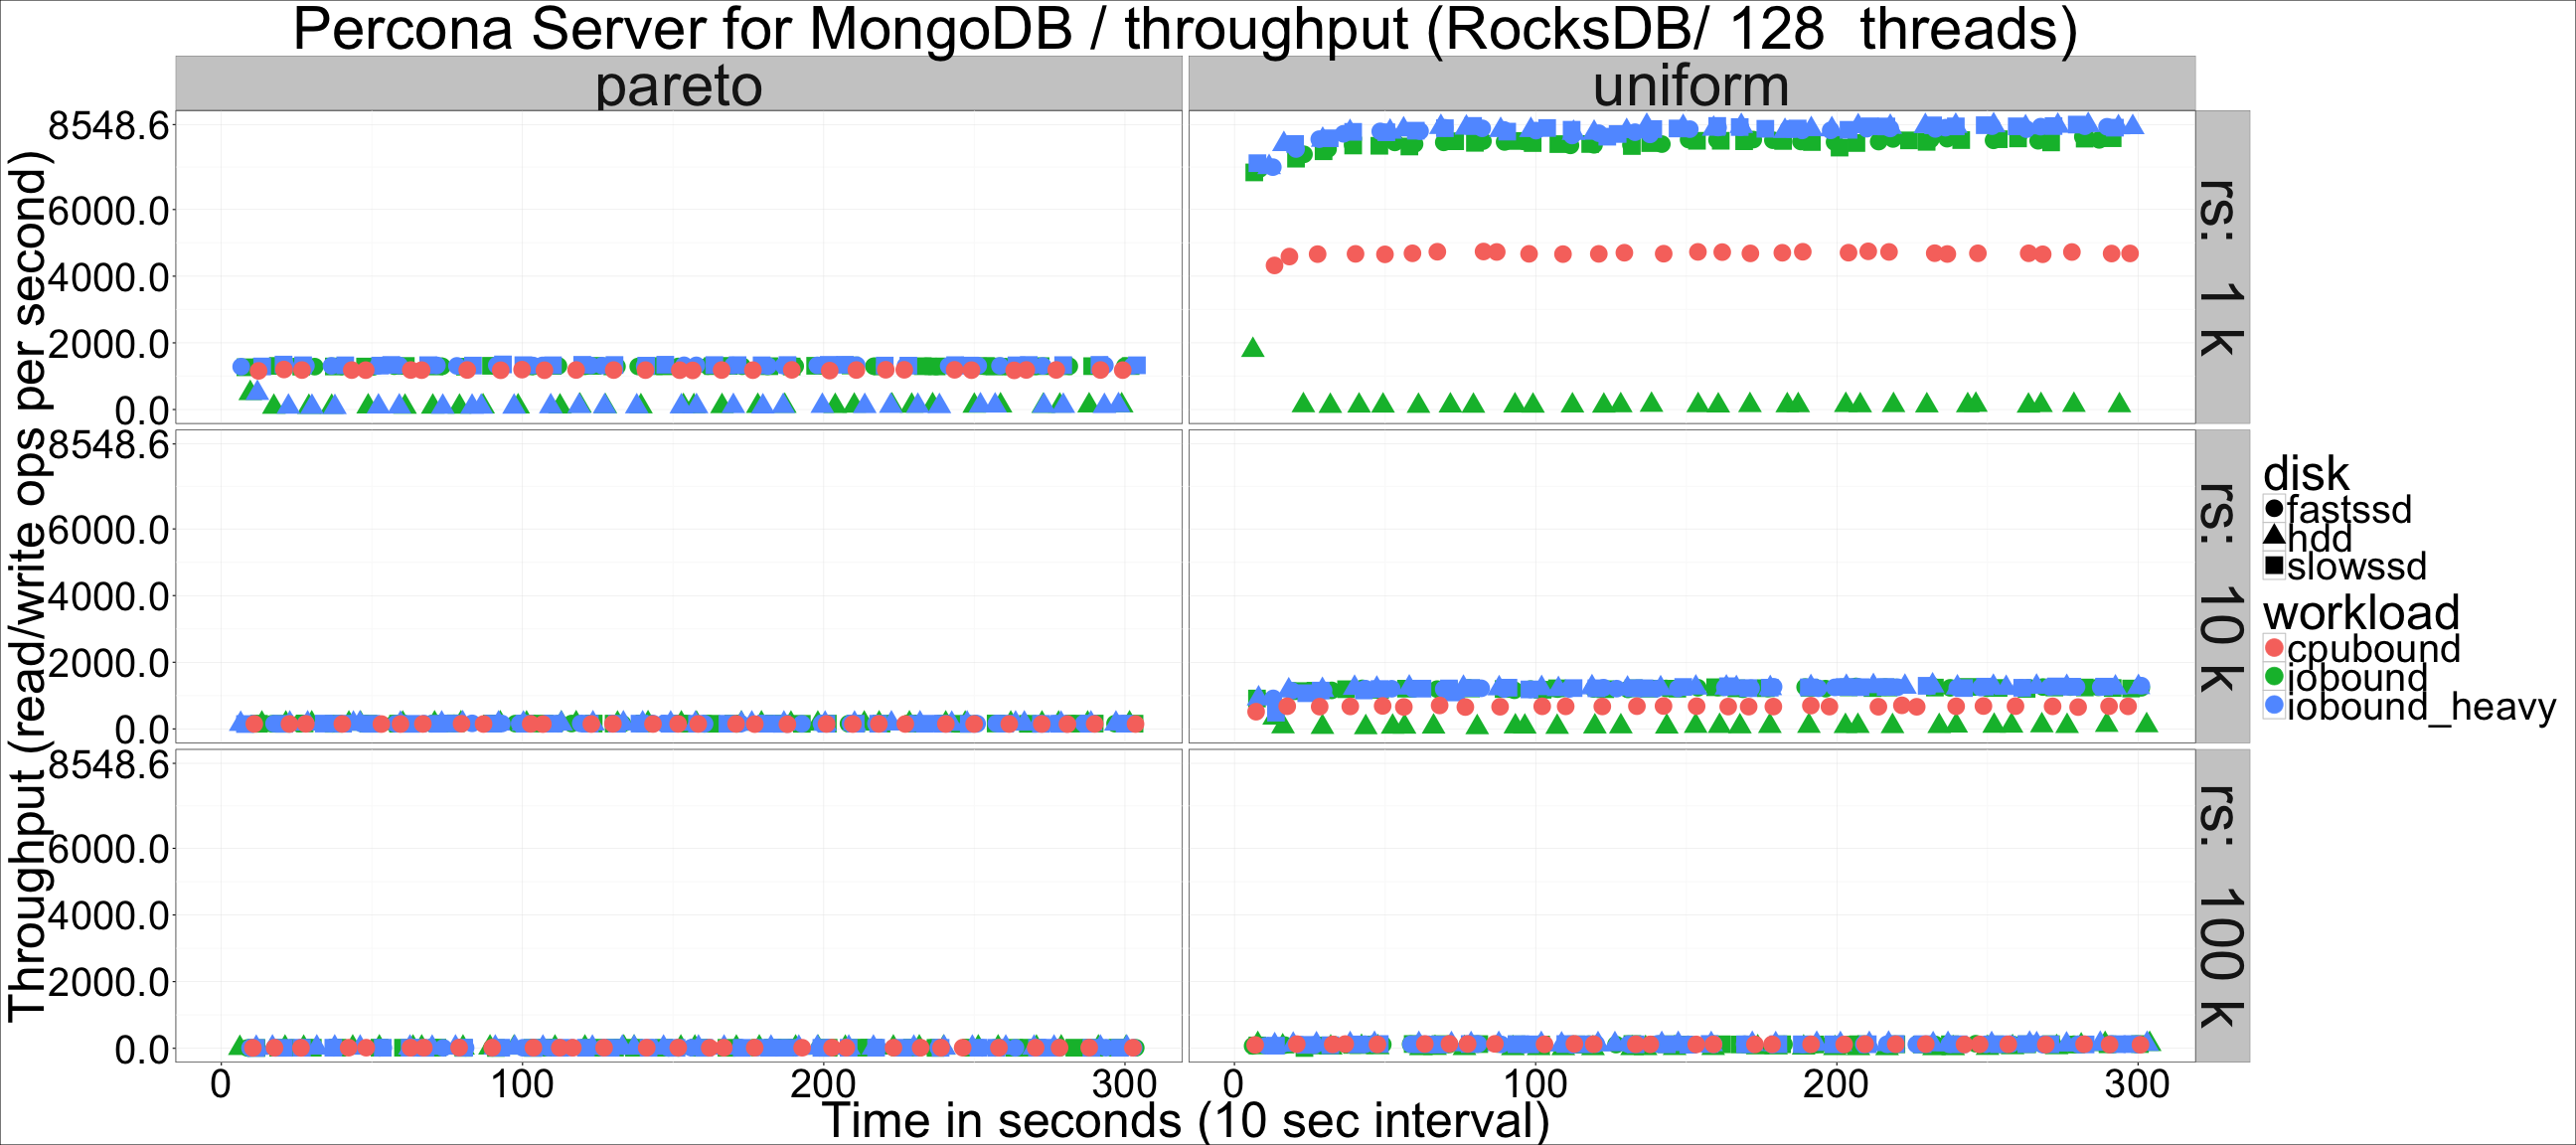 Percona Server for MongoDB / throughput (RocksDB/ 128  threads)
pareto
uniform
Throughput (read/write ops per second)
8548.6
6000.0
4000.0
2000.0
0.0
rs:  1 k
8548.6
6000.0
4000.0
2000.0
0.0
rs:  10 k
8548.6
6000.0
4000.0
2000.0
0.0
rs:  100 k
0 100 200 300
0 100 200 300
Time in seconds (10 sec interval)
disk
fastssd
hdd
slowssd
workload
cpubound
iobound
iobound_heavy